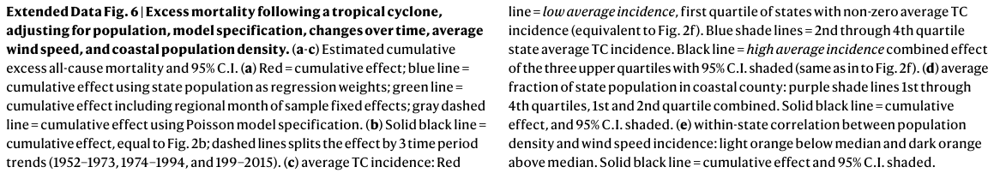 Extended Data Fig. 6 | Excess mortality following a tropical cyclone,
adjusting for population, model specification, changes over time, average
wind speed, and coastal population density. (a-c) Estimated cumulative
excess all-cause mortality and 95% C.I. (a) Red = cumulative effect; blue line =
cumulative effect using state population as regression weights; green line =
cumulative effect including regional month of sample fixed effects; gray dashed
line = cumulative effect using Poisson model specification. (b) Solid black line =
cumulative effect, equal to Fig. 2b; dashed lines splits the effect by 3 time period
trends (1952–1973, 1974–1994, and 199–2015). (c) average TC incidence: Red
line = low average incidence, first quartile of states with non-zero average TC
incidence (equivalent to Fig. 2f). Blue shade lines = 2nd through 4th quartile
state average TC incidence. Black line = high average incidence combined effect
of the three upper quartiles with 95% C.I. shaded (same as in to Fig. 2f). (d) average
fraction of state population in coastal county: purple shade lines 1st through
4th quartiles, 1st and 2nd quartile combined. Solid black line = cumulative
effect, and 95% C.I. shaded. (e) within-state correlation between population
density and wind speed incidence: light orange below median and dark orange
above median. Solid black line = cumulative effect and 95% C.I. shaded.